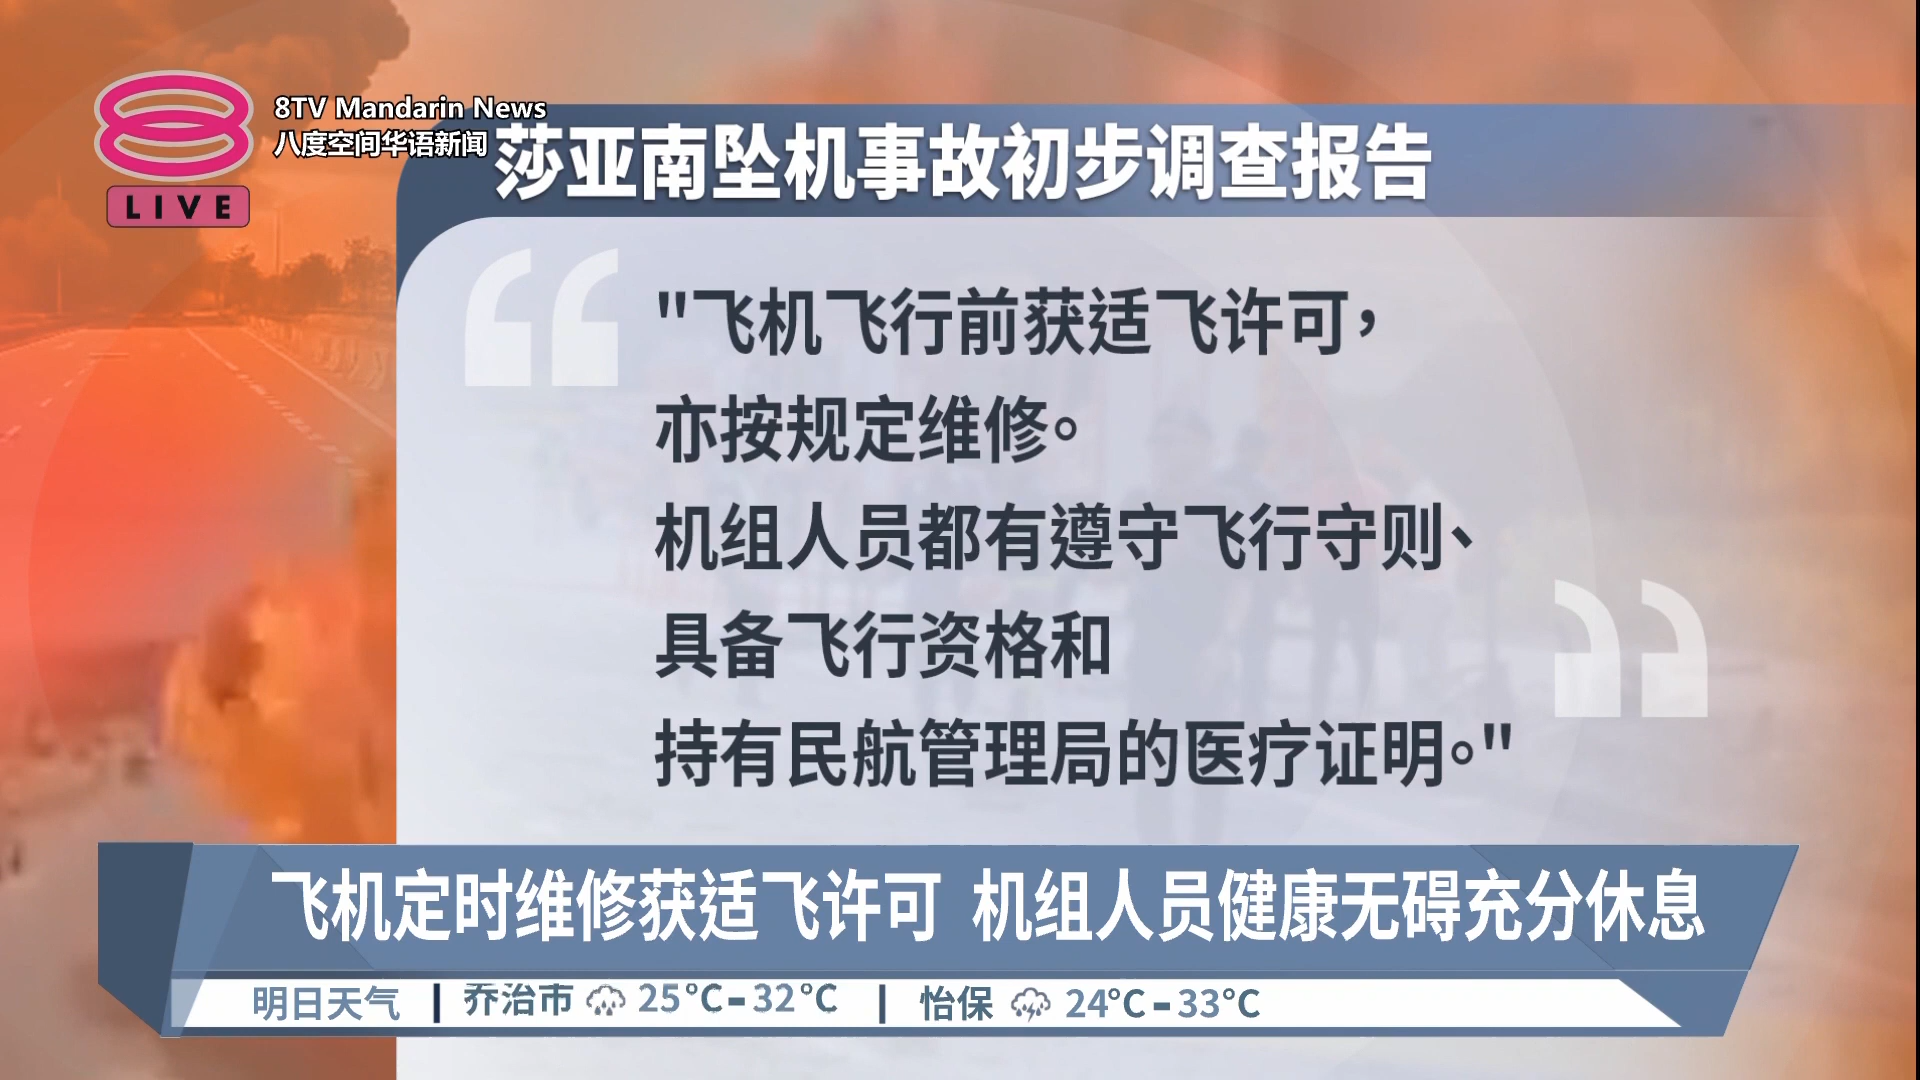 8TV Mandarin News
八度空间华语新闻
LIVE
莎亚南坠机事故初步调查报告
"飞机飞行前获适飞许可，
亦按规定维修。
机组人员都有遵守飞行守则、
具备飞行资格和
持有民航管理局的医疗证明。"
飞机定时维修获适飞许可 机组人员健康无碍充分休息
明日天气 | 乔治市 25°C-32°C | 怡保 24°C-33°C